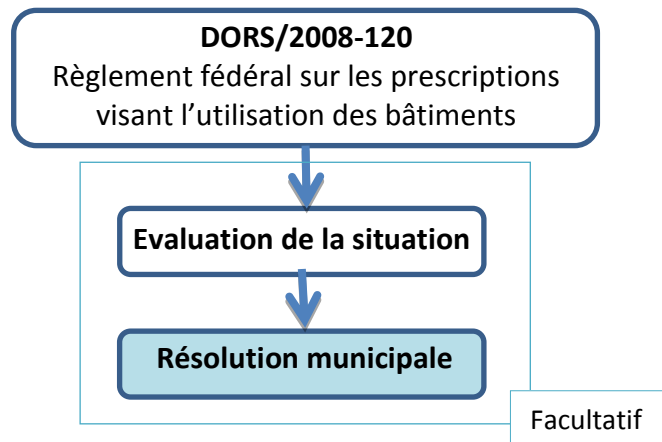 DORS/2008-120
Règlement fédéral sur les prescriptions
visant l’utilisation des bâtiments
Evaluation de la situation
Résolution municipale
Facultatif